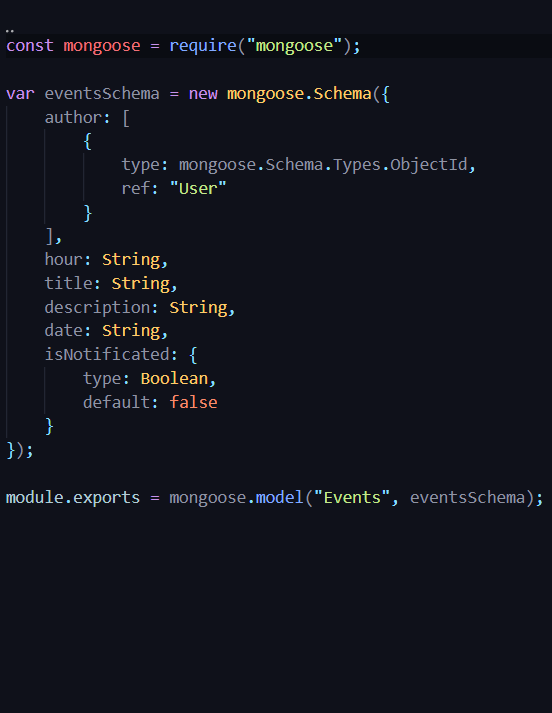 ..
const mongoose = require("mongoose");
var eventsSchema = new mongoose.Schema({
    author: [
        {
            type: mongoose.Schema.Types.ObjectId,
            ref: "User"
        }
    ],
    hour: String,
    title: String,
    description: String,
    date: String,
    isNotificated: {
        type: Boolean,
        default: false
    }
});
module.exports = mongoose.model("Events", eventsSchema);